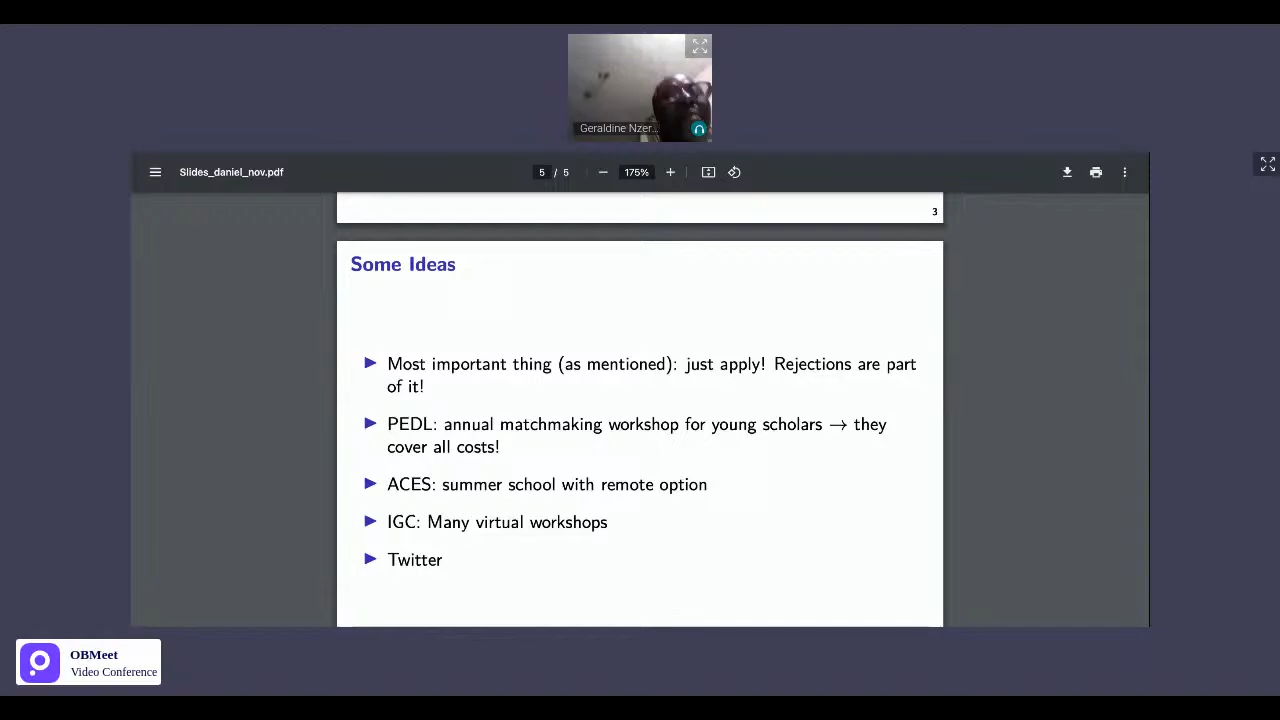 Geraldine Nzer...
Slides_daniel_nov.pdf
5 / 5
175%
3
Some Ideas
Most important thing (as mentioned): just apply! Rejections are part
of it!
PEDL: annual matchmaking workshop for young scholars → they
cover all costs!
ACES: summer school with remote option
IGC: Many virtual workshops
Twitter
OBMeet
Video Conference